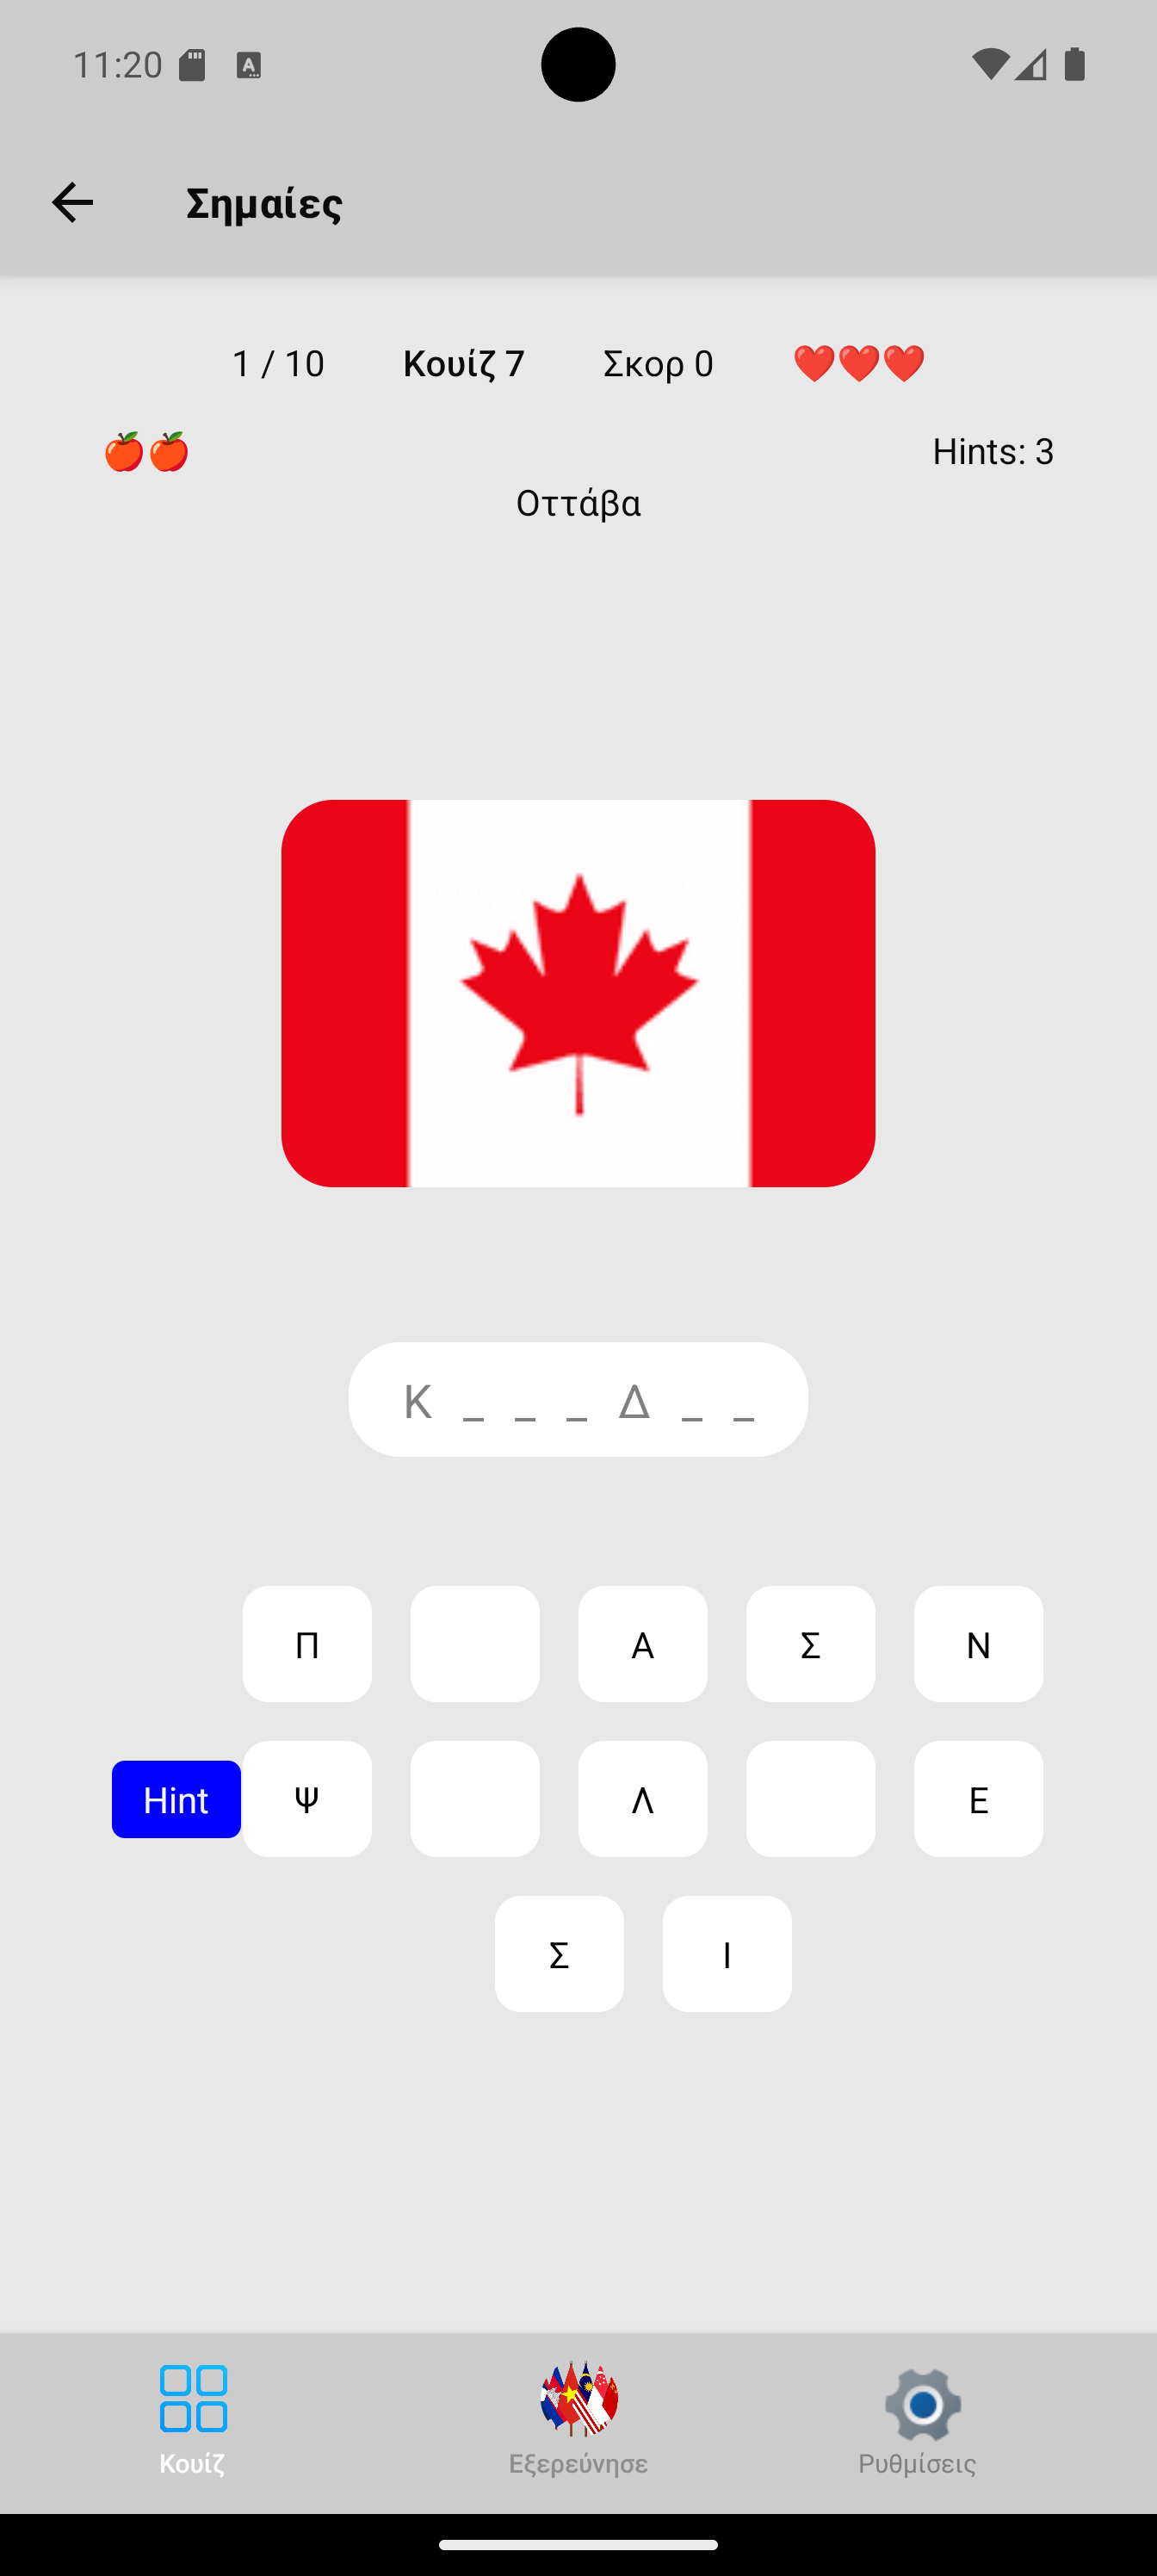 11:20
Σημαίες
1 / 10 Κουίζ 7 Σκορ 0
Hints: 3
Οττάβα
Κ _ _ _ Δ _ _
Π Α Σ Ν
Hint Ψ Λ Ε
Σ Ι
Κουίζ Εξερεύνησε Ρυθμίσεις